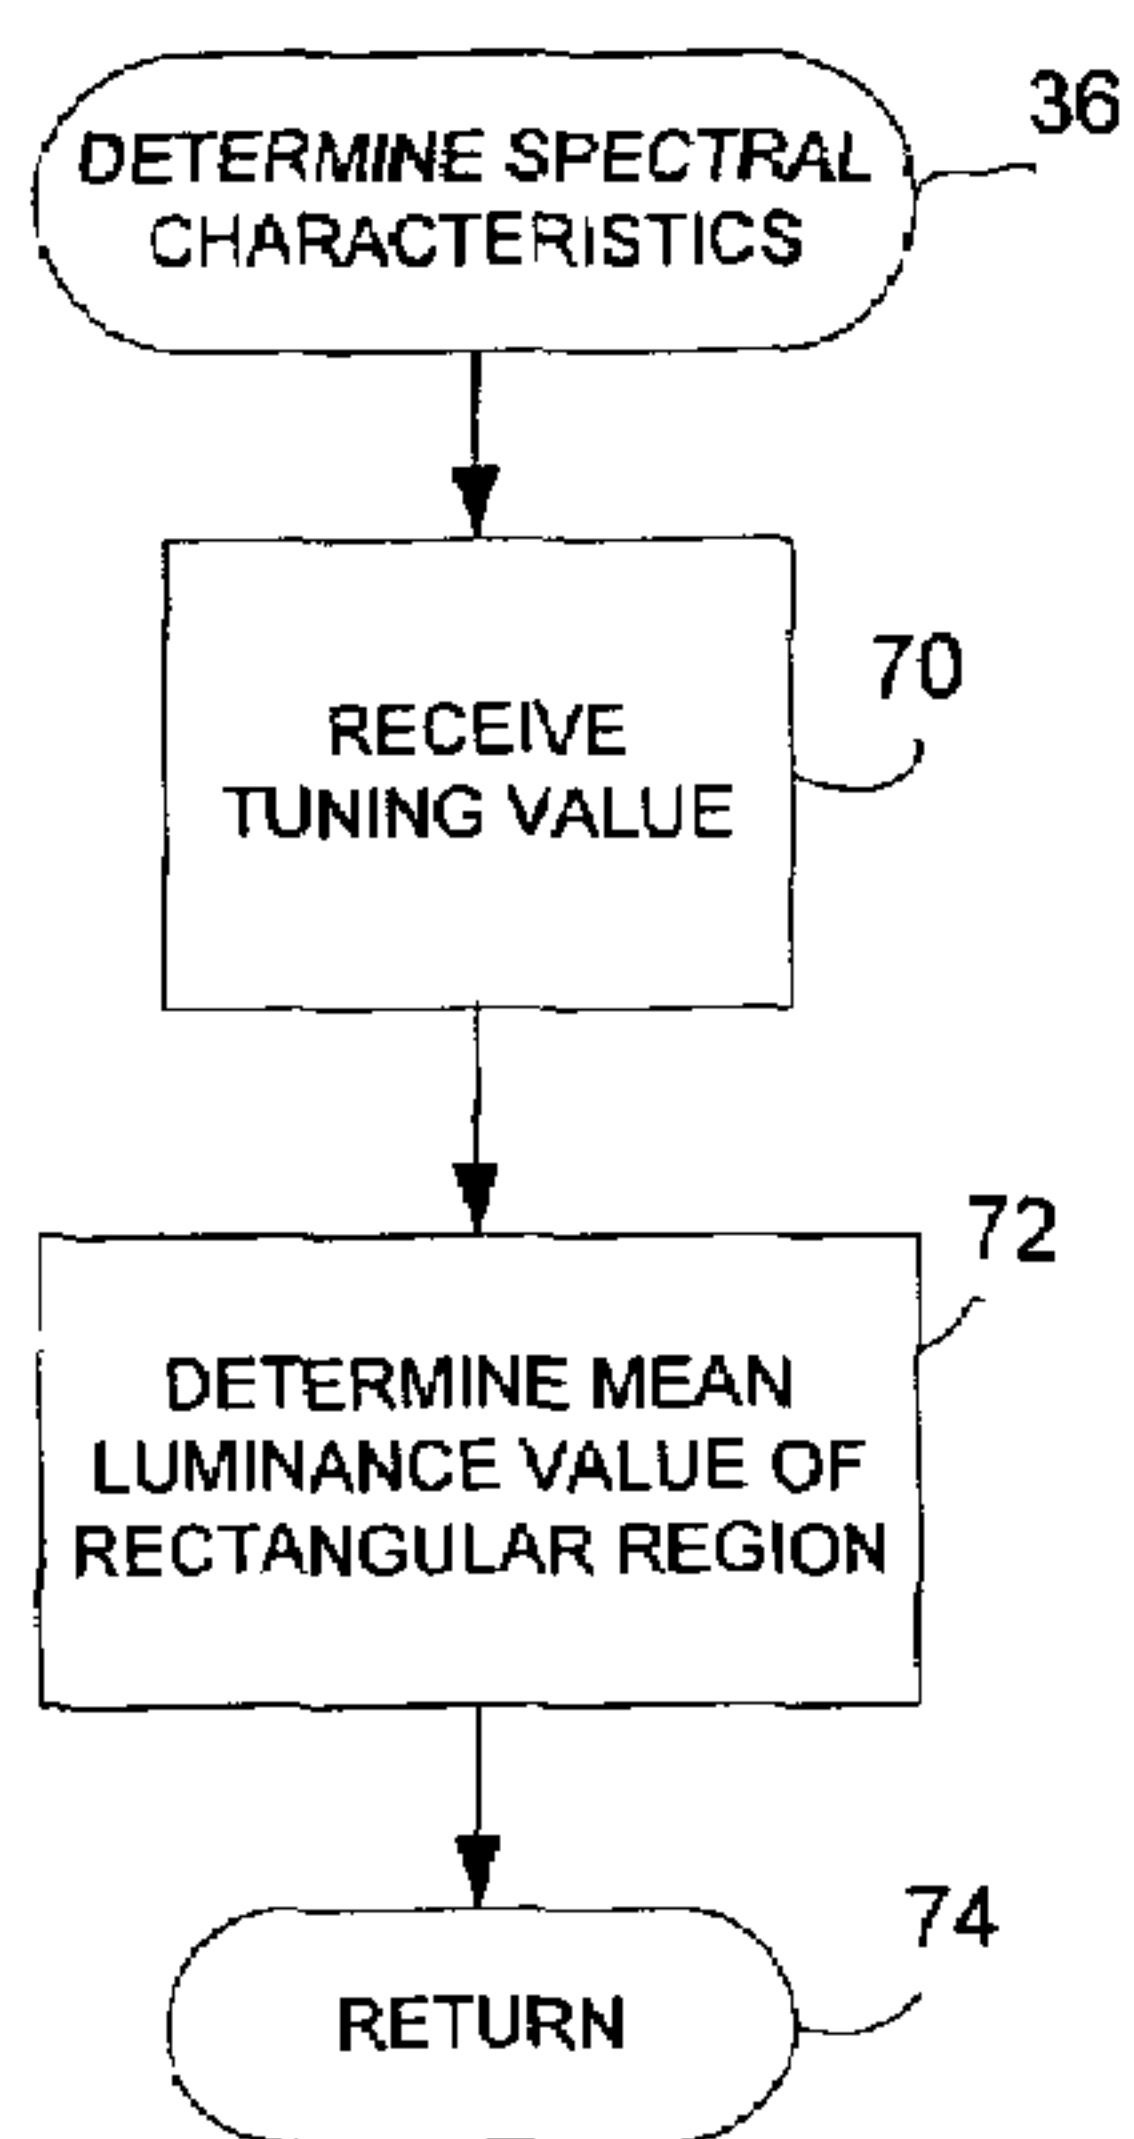 36
DETERMINE SPECTRAL
CHARACTERISTICS
70
RECEIVE
TUNING VALUE
72
DETERMINE MEAN
LUMINANCE VALUE OF
RECTANGULAR REGION
74
RETURN